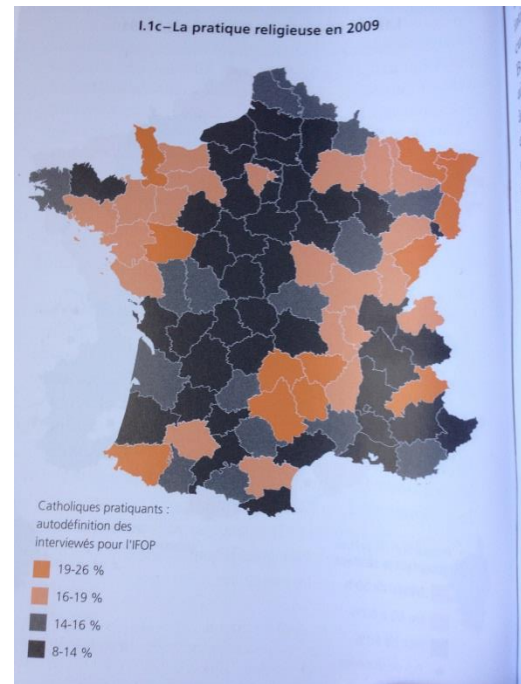 I.1c–La pratique religieuse en 2009
Catholiques pratiquants :
autodéfinition des
interviewés pour l'IFOP
19-26 %
16-19 %
14-16 %
8-14 %